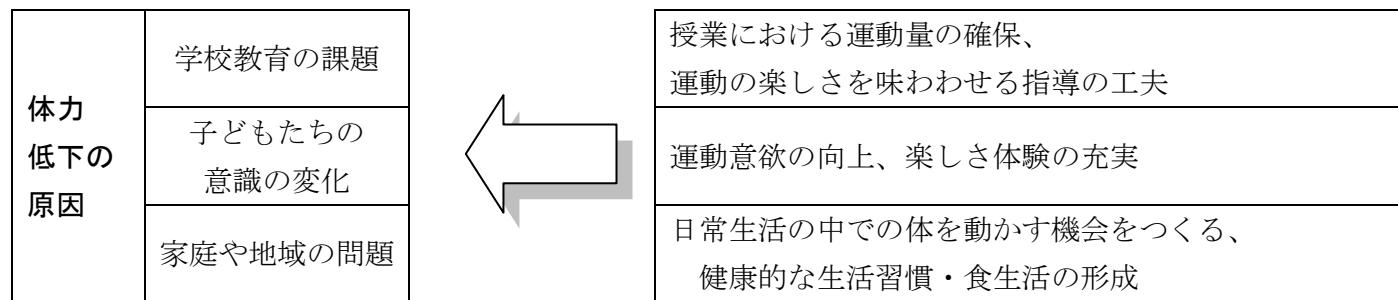 体力
低下の
原因
学校教育の課題
子どもたちの
意識の変化
家庭や地域の問題
授業における運動量の確保、
運動の楽しさを味わわせる指導の工夫
運動意欲の向上、楽しさ体験の充実
日常生活の中での体を動かす機会をつくる、
健康的な生活習慣・食生活の形成